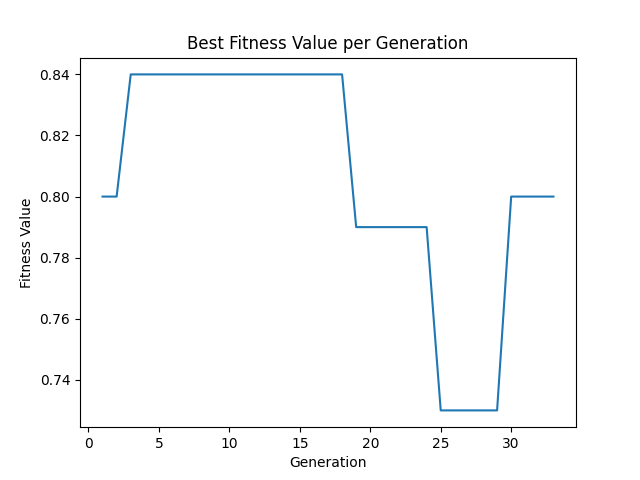 Best Fitness Value per Generation
0.84
0.82
0.80
0.78
0.76
0.74
Fitness Value
0 5 10 15 20 25 30
Generation